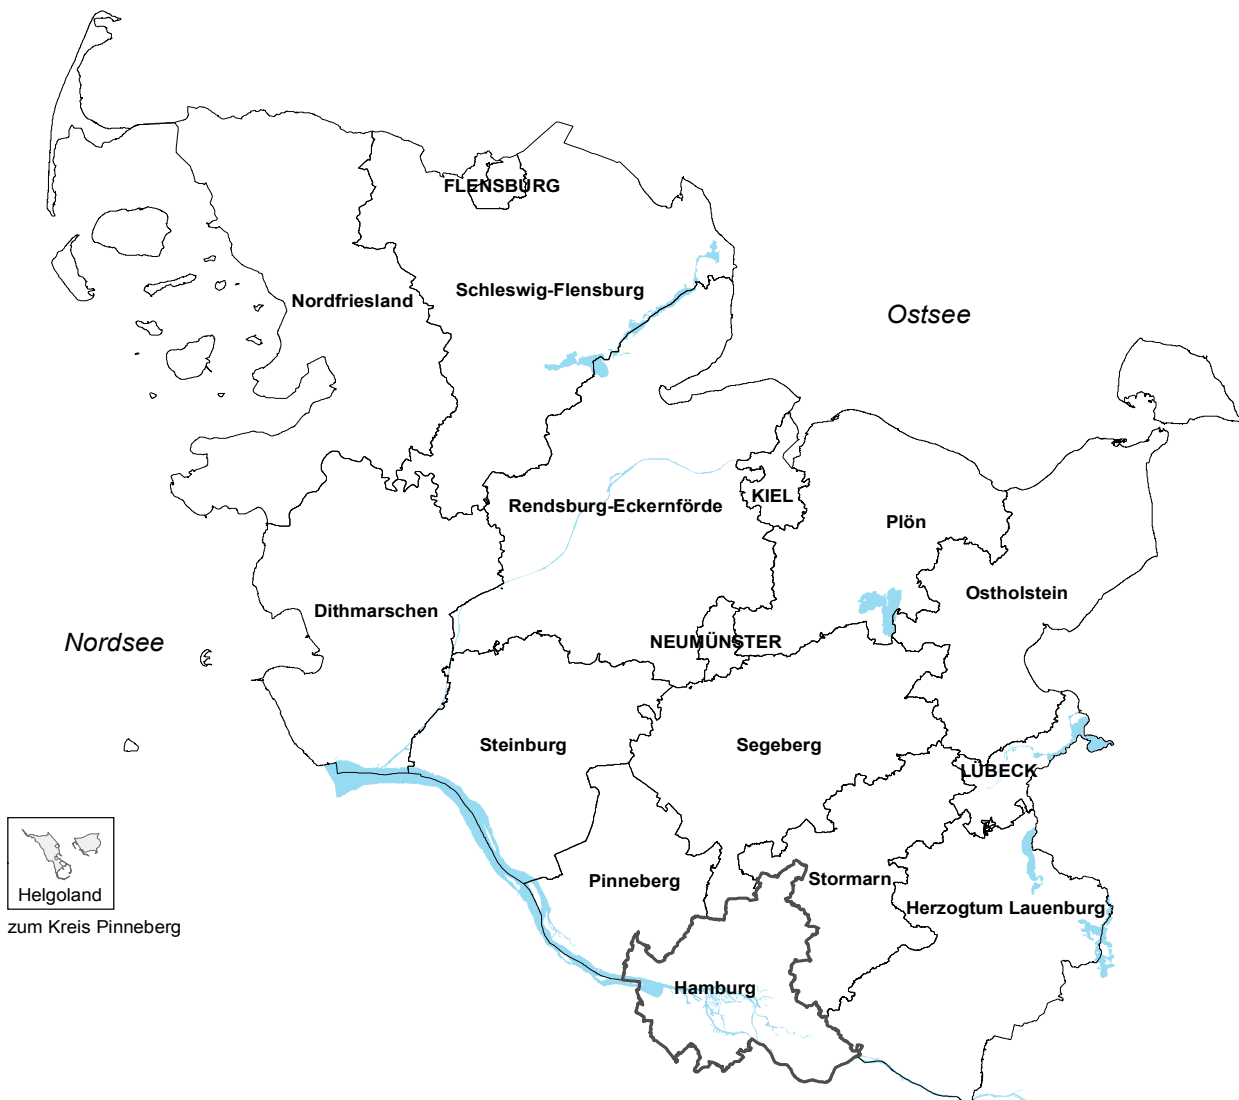 FLENSBURG
Schleswig-Flensburg
Nordfriesland
Ostsee
KIEL
Rendsburg-Eckernförde
Plön
Ostholstein
Dithmarschen
Nordsee
NEUMÜNSTER
Steinburg
Segeberg
LÜBECK
Pinneberg
Stormarn
Helgoland
Herzogtum Lauenburg
zum Kreis Pinneberg
Hamburg